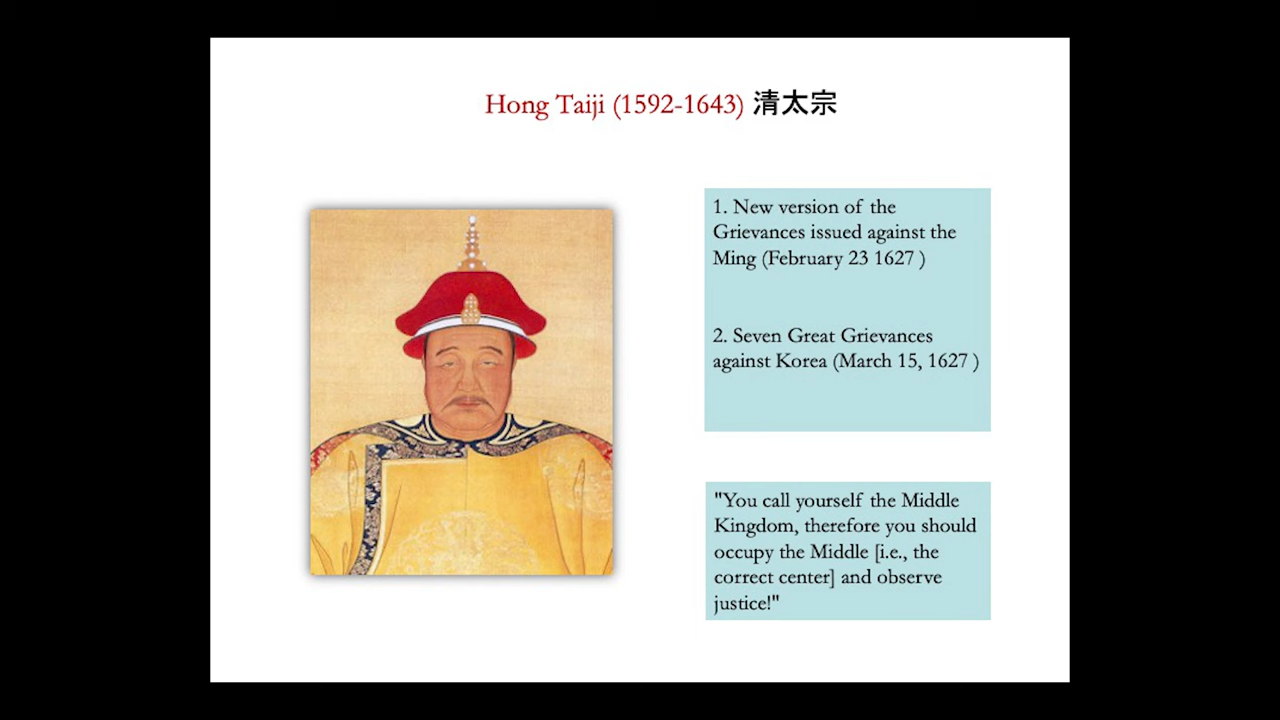 Hong Taiji (1592-1643) 清太宗
1. New version of the
Grievances issued against the
Ming (February 23 1627 )
2. Seven Great Grievances
against Korea (March 15, 1627 )
"You call yourself the Middle
Kingdom, therefore you should
occupy the Middle [i.e., the
correct center] and observe
justice!"